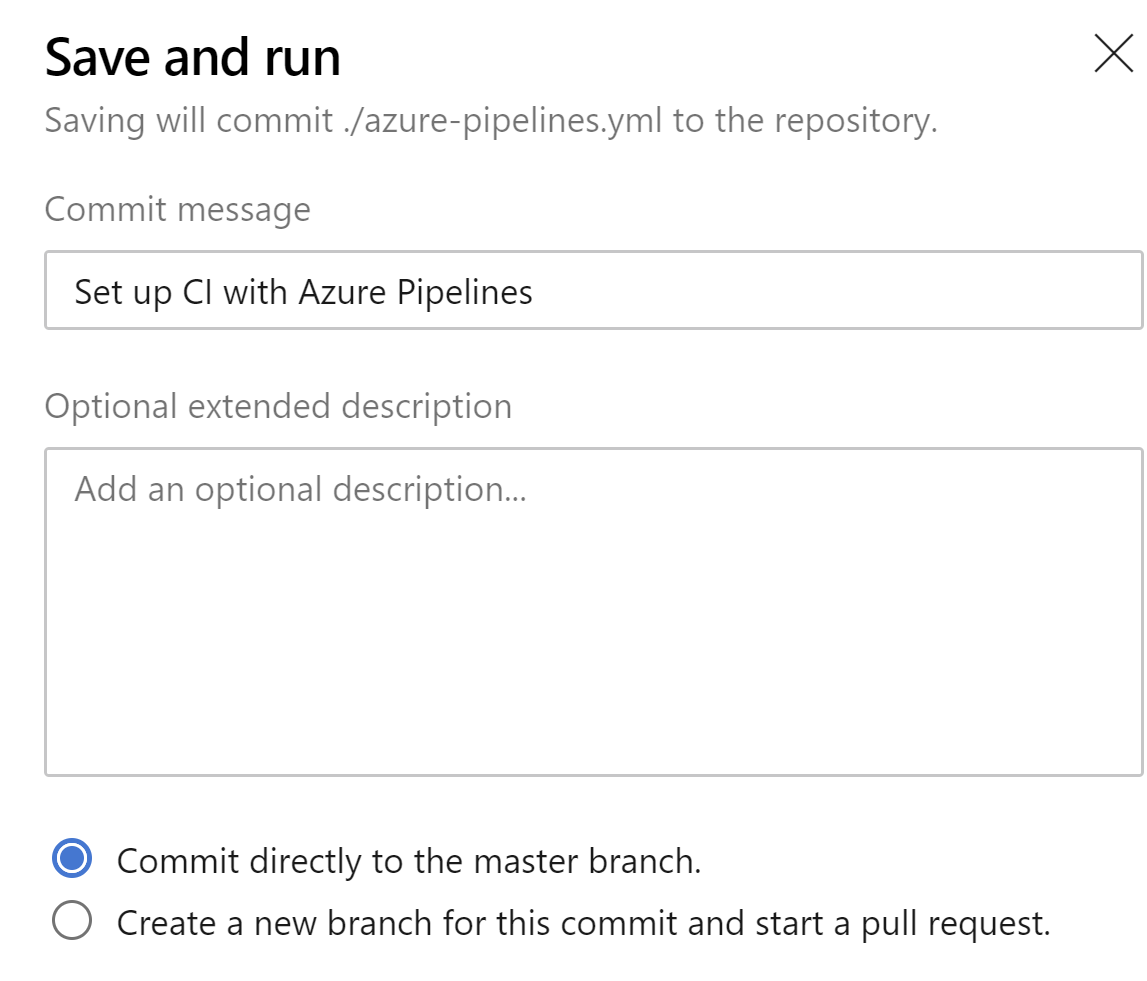 Save and run
Saving will commit ./azure-pipelines.yml to the repository.
Commit message
Set up CI with Azure Pipelines
Optional extended description
Add an optional description...
Commit directly to the master branch.
Create a new branch for this commit and start a pull request.